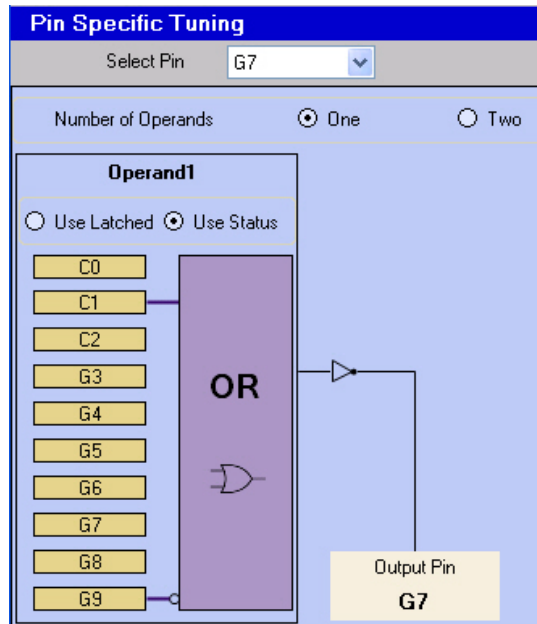 Pin Specific Tuning
Select Pin G7
Number of Operands One Two
Operand1
Use Latched Use Status
C0
C1
C2
G3
G4
G5
G6
G7
G8
G9
OR
Output Pin
G7